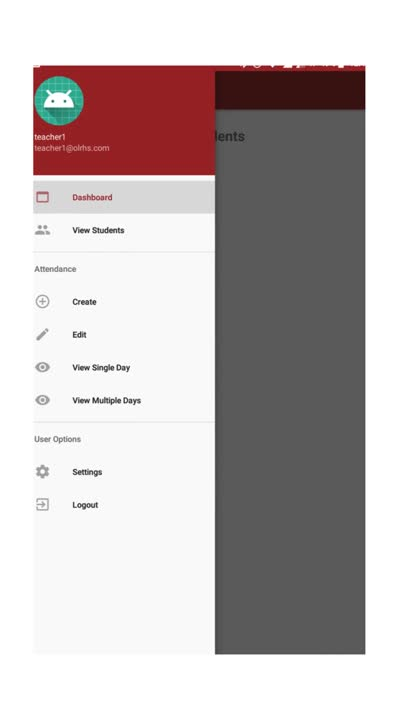 teacher1
teacher1@olrhs.com
dents
Dashboard
View Students
Attendance
Create
Edit
View Single Day
View Multiple Days
User Options
Settings
Logout